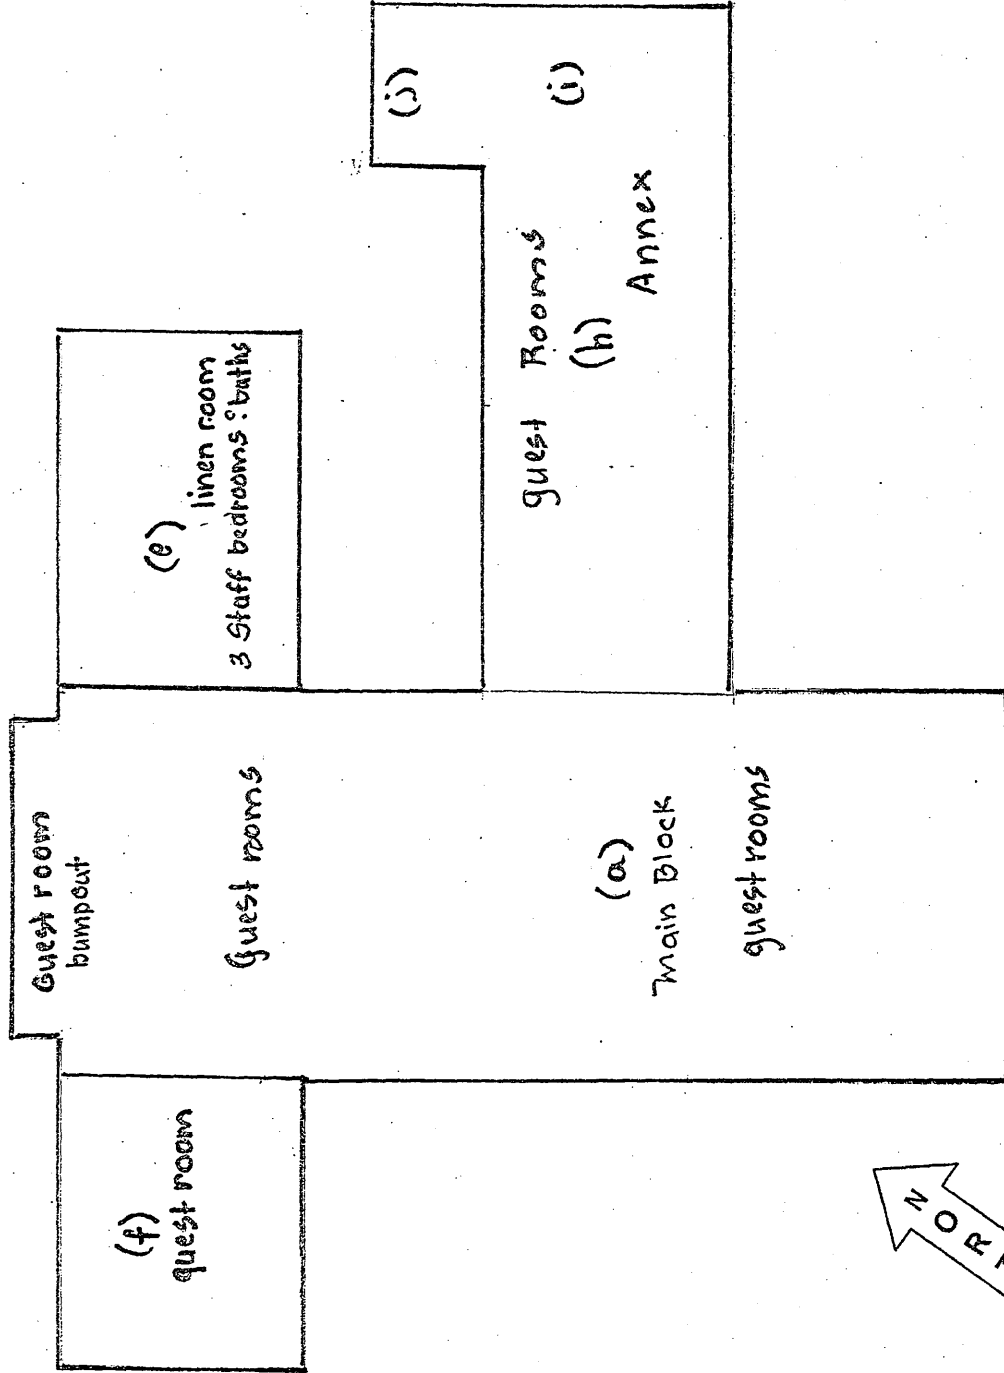 Guest room
bumpout
(f)
guest room
(e)
linen room
3 Staff bedrooms : baths
Guest rooms
(j)
guest Rooms
(i)
(h)
Annex
(a)
Main Block
guest rooms
NORT